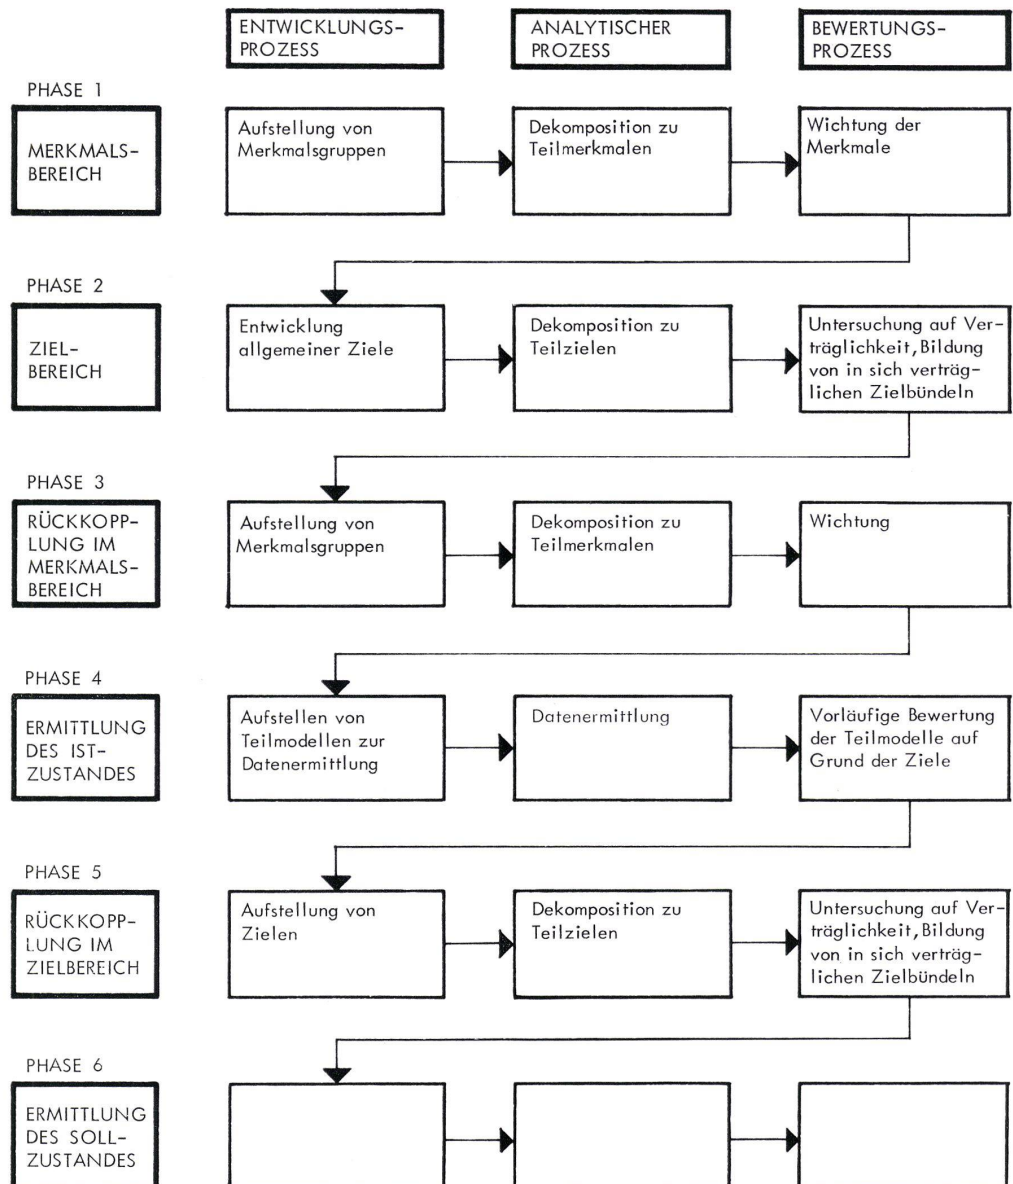 ENTWICKLUNGS-
PROZESS
ANALYTISCHER
PROZESS
BEWERTUNGS-
PROZESS
PHASE 1
MERKMALS-
BEREICH
Aufstellung von
Merkmalsgruppen
Dekomposition zu
Teilmerkmalen
Wichtung der
Merkmale
PHASE 2
ZIEL-
BEREICH
Entwicklung
allgemeiner Ziele
Dekomposition zu
Teilzielen
Untersuchung auf Ver-
träglichkeit, Bildung
von in sich verträg-
lichen Zielbündeln
PHASE 3
RÜCKKOPP-
LUNG IM
MERKMALS-
BEREICH
Aufstellung von
Merkmalsgruppen
Dekomposition zu
Teilmerkmalen
Wichtung
PHASE 4
ERMITTLUNG
DES IST-
ZUSTANDES
Aufstellen von
Teilmodellen zur
Datenermittlung
Datenermittlung
Vorläufige Bewertung
der Teilmodelle auf
Grund der Ziele
PHASE 5
RÜCKKOPP-
LUNG IM
ZIELBEREICH
Aufstellung von
Zielen
Dekomposition zu
Teilzielen
Untersuchung auf Ver-
träglichkeit, Bildung
von in sich verträg-
lichen Zielbündeln
PHASE 6
ERMITTLUNG
DES SOLL-
ZUSTANDES